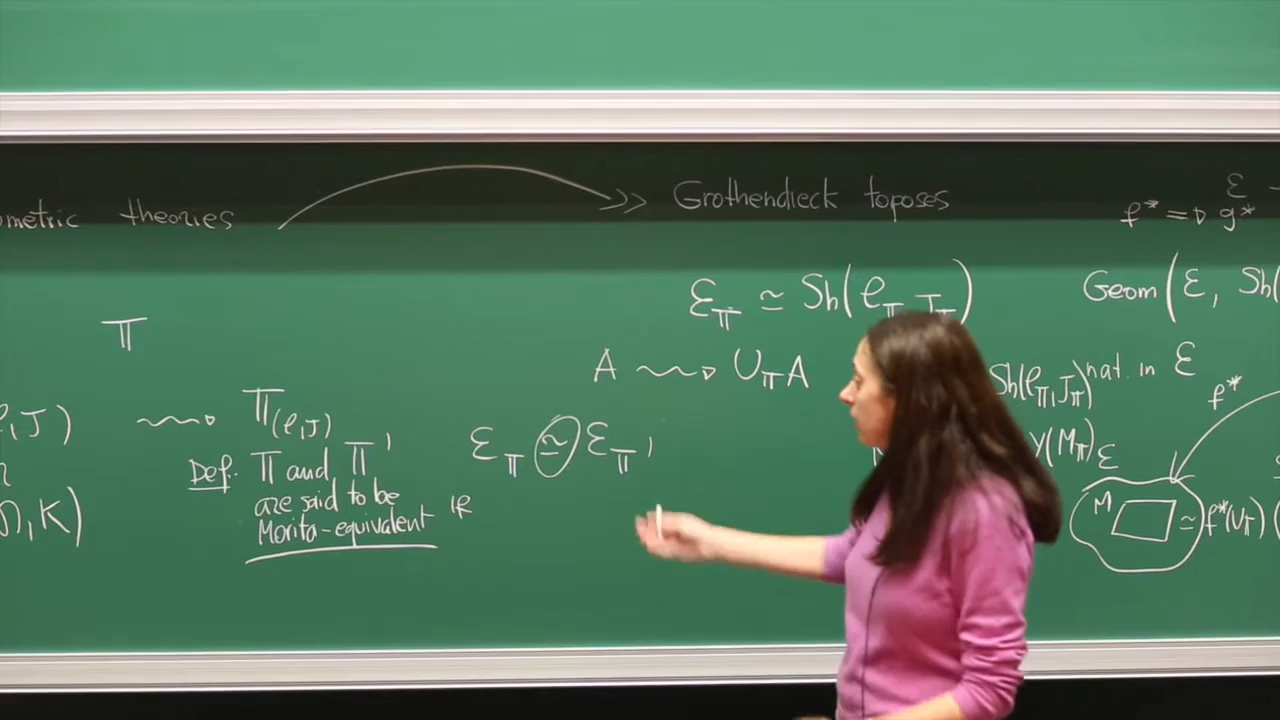 ometric theories
Grothendieck toposes
ℰ
f* ⇒ g*
ℰ_𝕋 ≃ Sh(𝒞_𝕋 J_𝕋)
Geom(ℰ, Sh(
𝕋
A ⇝ U_𝕋 A
Sh(𝒞_𝕋, J_𝕋) nat. in ℰ
f*
𝒞, J) ⇝ 𝕋_(𝒞, J)
ℰ_𝕋 ≃ ℰ_𝕋'
Def. 𝕋 and 𝕋'
are said to be
Morita-equivalent if
, K)
y(M_𝕋) ℰ
M ≃ f*(U_𝕋)